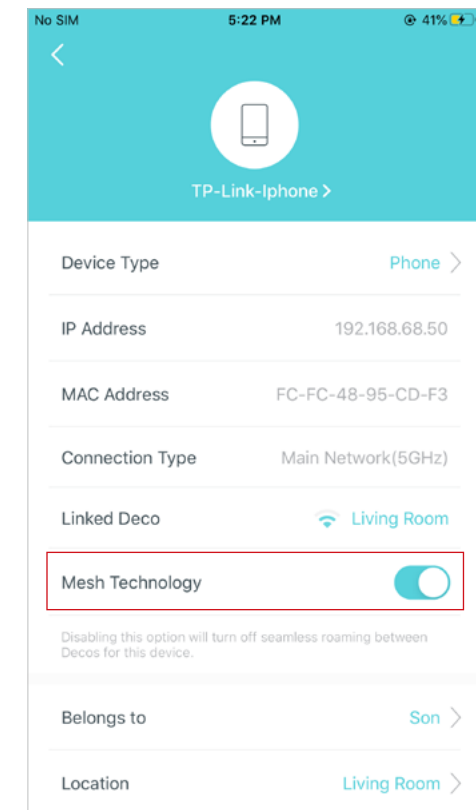 No SIM 5:22 PM 41%
TP-Link-Iphone >
Device Type Phone >
IP Address 192.168.68.50
MAC Address FC-FC-48-95-CD-F3
Connection Type Main Network(5GHz)
Linked Deco Living Room
Mesh Technology
Disabling this option will turn off seamless roaming between
Decos for this device.
Belongs to Son >
Location Living Room >